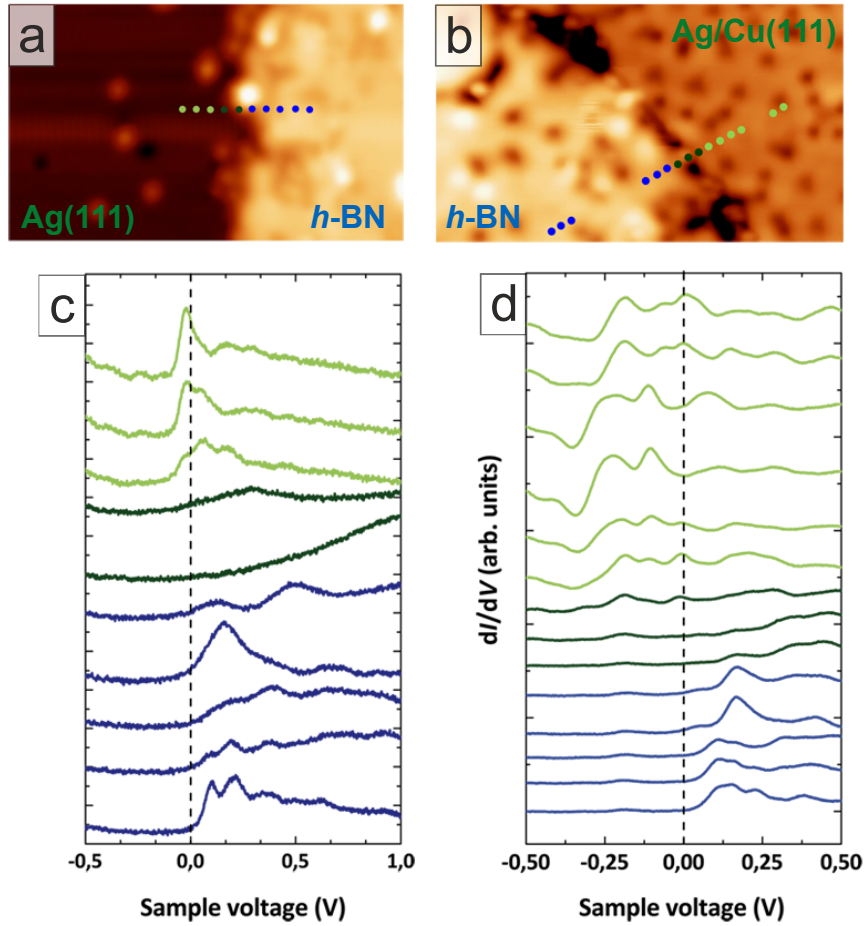 a
Ag(111)
h-BN
b
Ag/Cu(111)
h-BN
c
-0,5
0,0
0,5
1,0
Sample voltage (V)
d
dI/dV (arb. units)
-0,50
-0,25
0,00
0,25
0,50
Sample voltage (V)